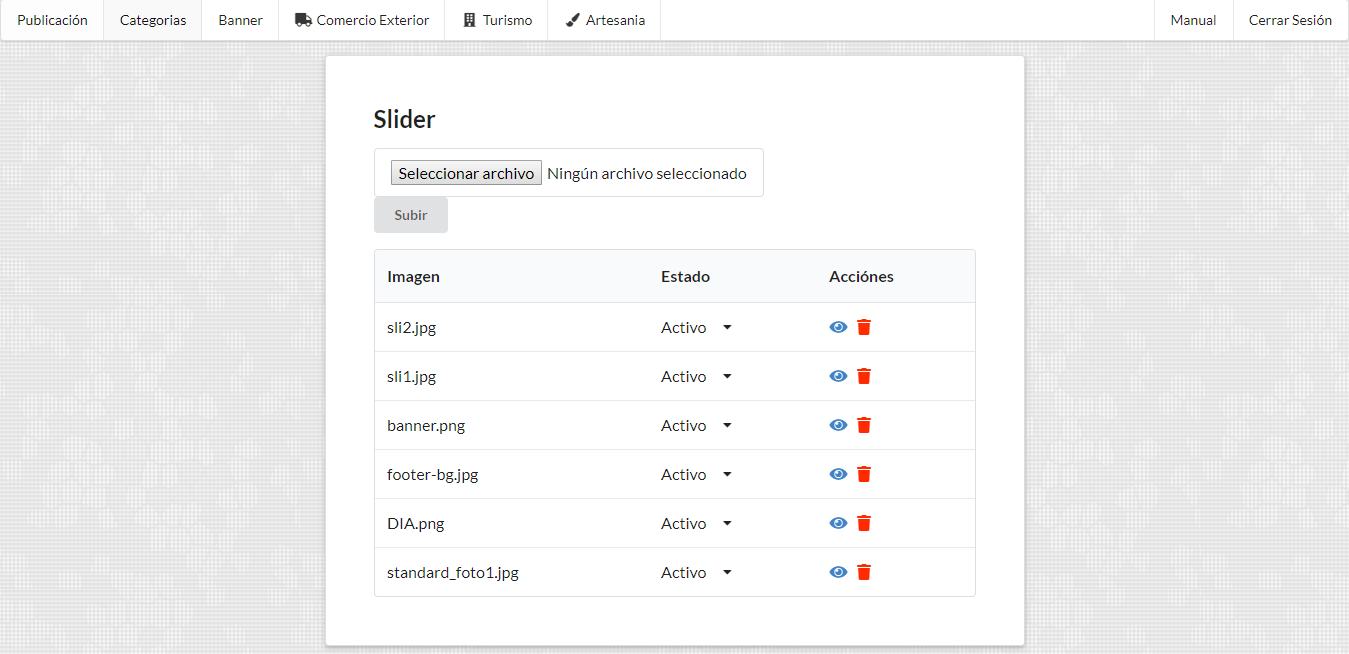 Publicación Categorias Banner Comercio Exterior Turismo Artesania Manual Cerrar Sesión
Slider
Seleccionar archivo Ningún archivo seleccionado
Subir
Imagen Estado Acciónes
sli2.jpg Activo
sli1.jpg Activo
banner.png Activo
footer-bg.jpg Activo
DIA.png Activo
standard_foto1.jpg Activo